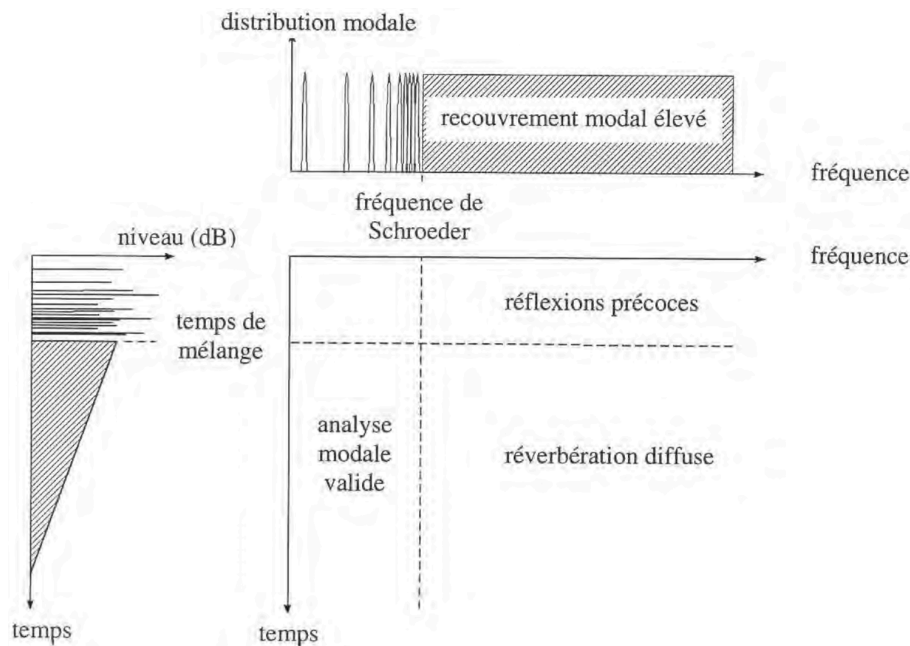 distribution modale
recouvrement modal élevé
fréquence
fréquence de
Schroeder
niveau (dB)
fréquence
réflexions précoces
temps de
mélange
analyse
modale
valide
réverbération diffuse
temps
temps